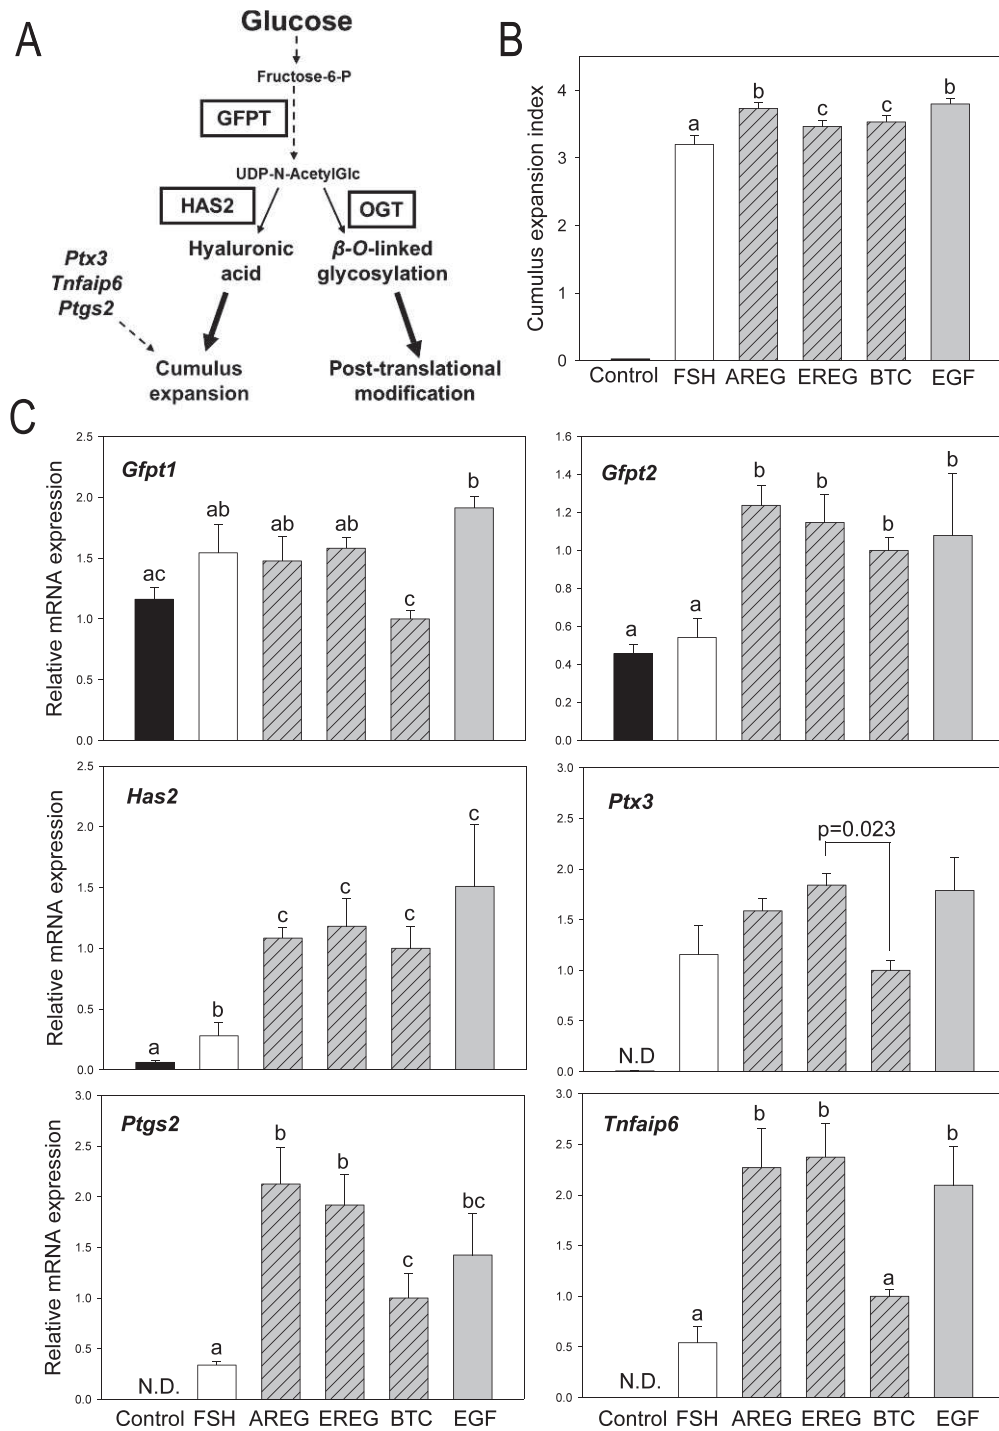 A
Glucose
Fructose-6-P
GFPT
UDP-N-AcetylGlc
HAS2
OGT
Hyaluronic
acid
β-O-linked
glycosylation
Ptx3
Tnfaip6
Ptgs2
Cumulus
expansion
Post-translational
modification
B
Cumulus expansion index
4
3
2
1
0
a
b
c
c
b
Control FSH AREG EREG BTC EGF
C
Relative mRNA expression
2.5
2.0
1.5
1.0
0.5
0.0
Gfpt1
ac
ab
ab
ab
c
b
1.6
1.4
1.2
1.0
0.8
0.6
0.4
0.2
0.0
Gfpt2
a
a
b
b
b
b
Relative mRNA expression
2.5
2.0
1.5
1.0
0.5
0.0
Has2
a
b
c
c
c
c
3.0
2.5
2.0
1.5
1.0
0.5
0.0
Ptx3
p=0.023
N.D
Relative mRNA expression
3.0
2.5
2.0
1.5
1.0
0.5
0.0
Ptgs2
N.D.
a
b
b
c
bc
Control FSH AREG EREG BTC EGF
3.0
2.5
2.0
1.5
1.0
0.5
0.0
Tnfaip6
N.D.
a
b
b
a
b
Control FSH AREG EREG BTC EGF